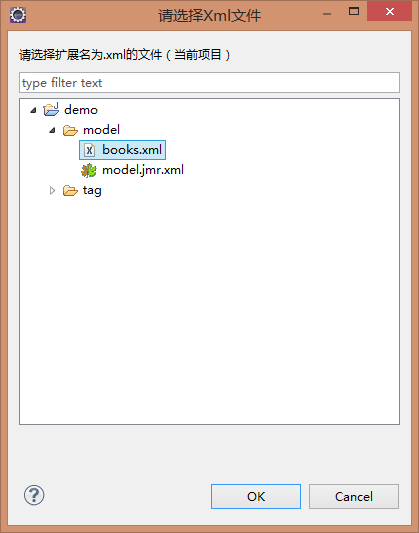 请选择Xml文件
请选择扩展名为.xml的文件（当前项目）
type filter text
demo
model
books.xml
model.jmr.xml
tag
OK
Cancel